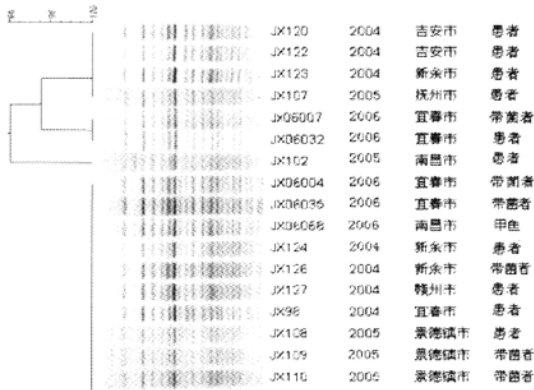 JX120 2004 吉安市 患者
JX122 2004 吉安市 患者
JX123 2004 新余市 患者
JX107 2005 抚州市 患者
JX06007 2006 宜春市 带菌者
JX06032 2006 宜春市 患者
JX102 2005 南昌市 患者
JX06004 2006 宜春市 带菌者
JX06035 2006 宜春市 带菌者
JX06068 2006 南昌市 甲鱼
JX124 2004 新余市 患者
JX126 2004 新余市 带菌者
JX127 2004 赣州市 患者
JX98 2004 宜春市 患者
JX108 2005 景德镇市 患者
JX109 2005 景德镇市 带菌者
JX110 2005 景德镇市 带菌者